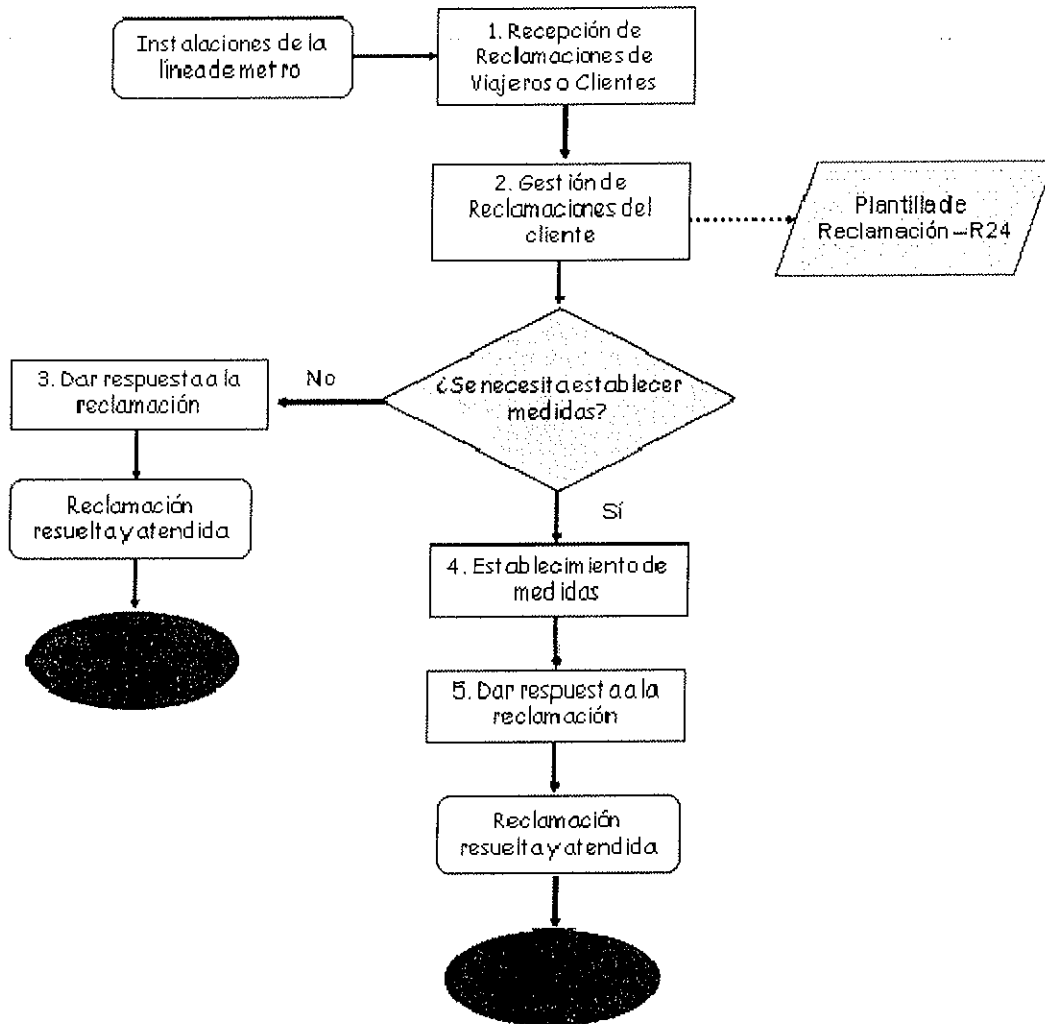 Instalaciones de la
línea de metro
1. Recepción de
Reclamaciones de
Viajeros o Clientes
2. Gestión de
Reclamaciones del
cliente
Plantilla de
Reclamación – R24
¿Se necesita establecer
medidas?
No
3. Dar respuesta a la
reclamación
Reclamación
resuelta y atendida
Sí
4. Establecimiento de
medidas
5. Dar respuesta a la
reclamación
Reclamación
resuelta y atendida